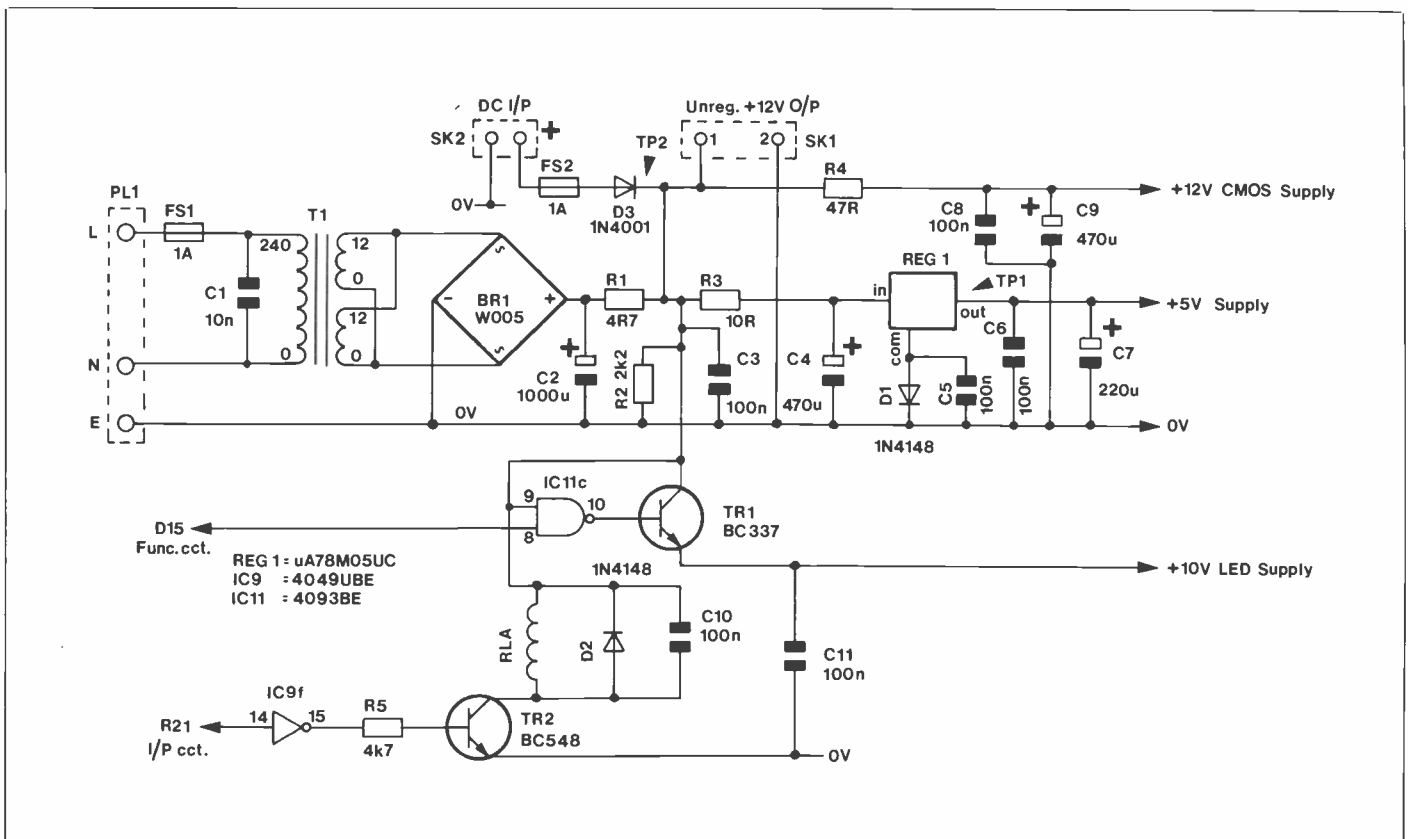 DC I/P
Unreg. +12V O/P
SK2
+
TP2
1
2
SK1
FS2
1A
D3
1N4001
0V
R4
47R
+12V CMOS Supply
C8
100n
+
C9
470u
PL1
FS1
1A
L
N
E
C1
10n
T1
240
0
12
0
12
0
~
-
BR1
W005
+
~
0V
+
C2
1000u
R1
4R7
R2 2k2
C3
100n
R3
10R
+
C4
470u
REG 1
in
out
com
TP1
D1
1N4148
C5
100n
C6
100n
+
C7
220u
+5V Supply
0V
IC11c
9
8
10
D15
Func.cct.
TR1
BC337
REG 1 = uA78M05UC
IC9 = 4049UBE
IC11 = 4093BE
+10V LED Supply
1N4148
RLA
D2
C10
100n
C11
100n
IC9f
14
15
R21
I/P cct.
R5
4k7
TR2
BC548
0V